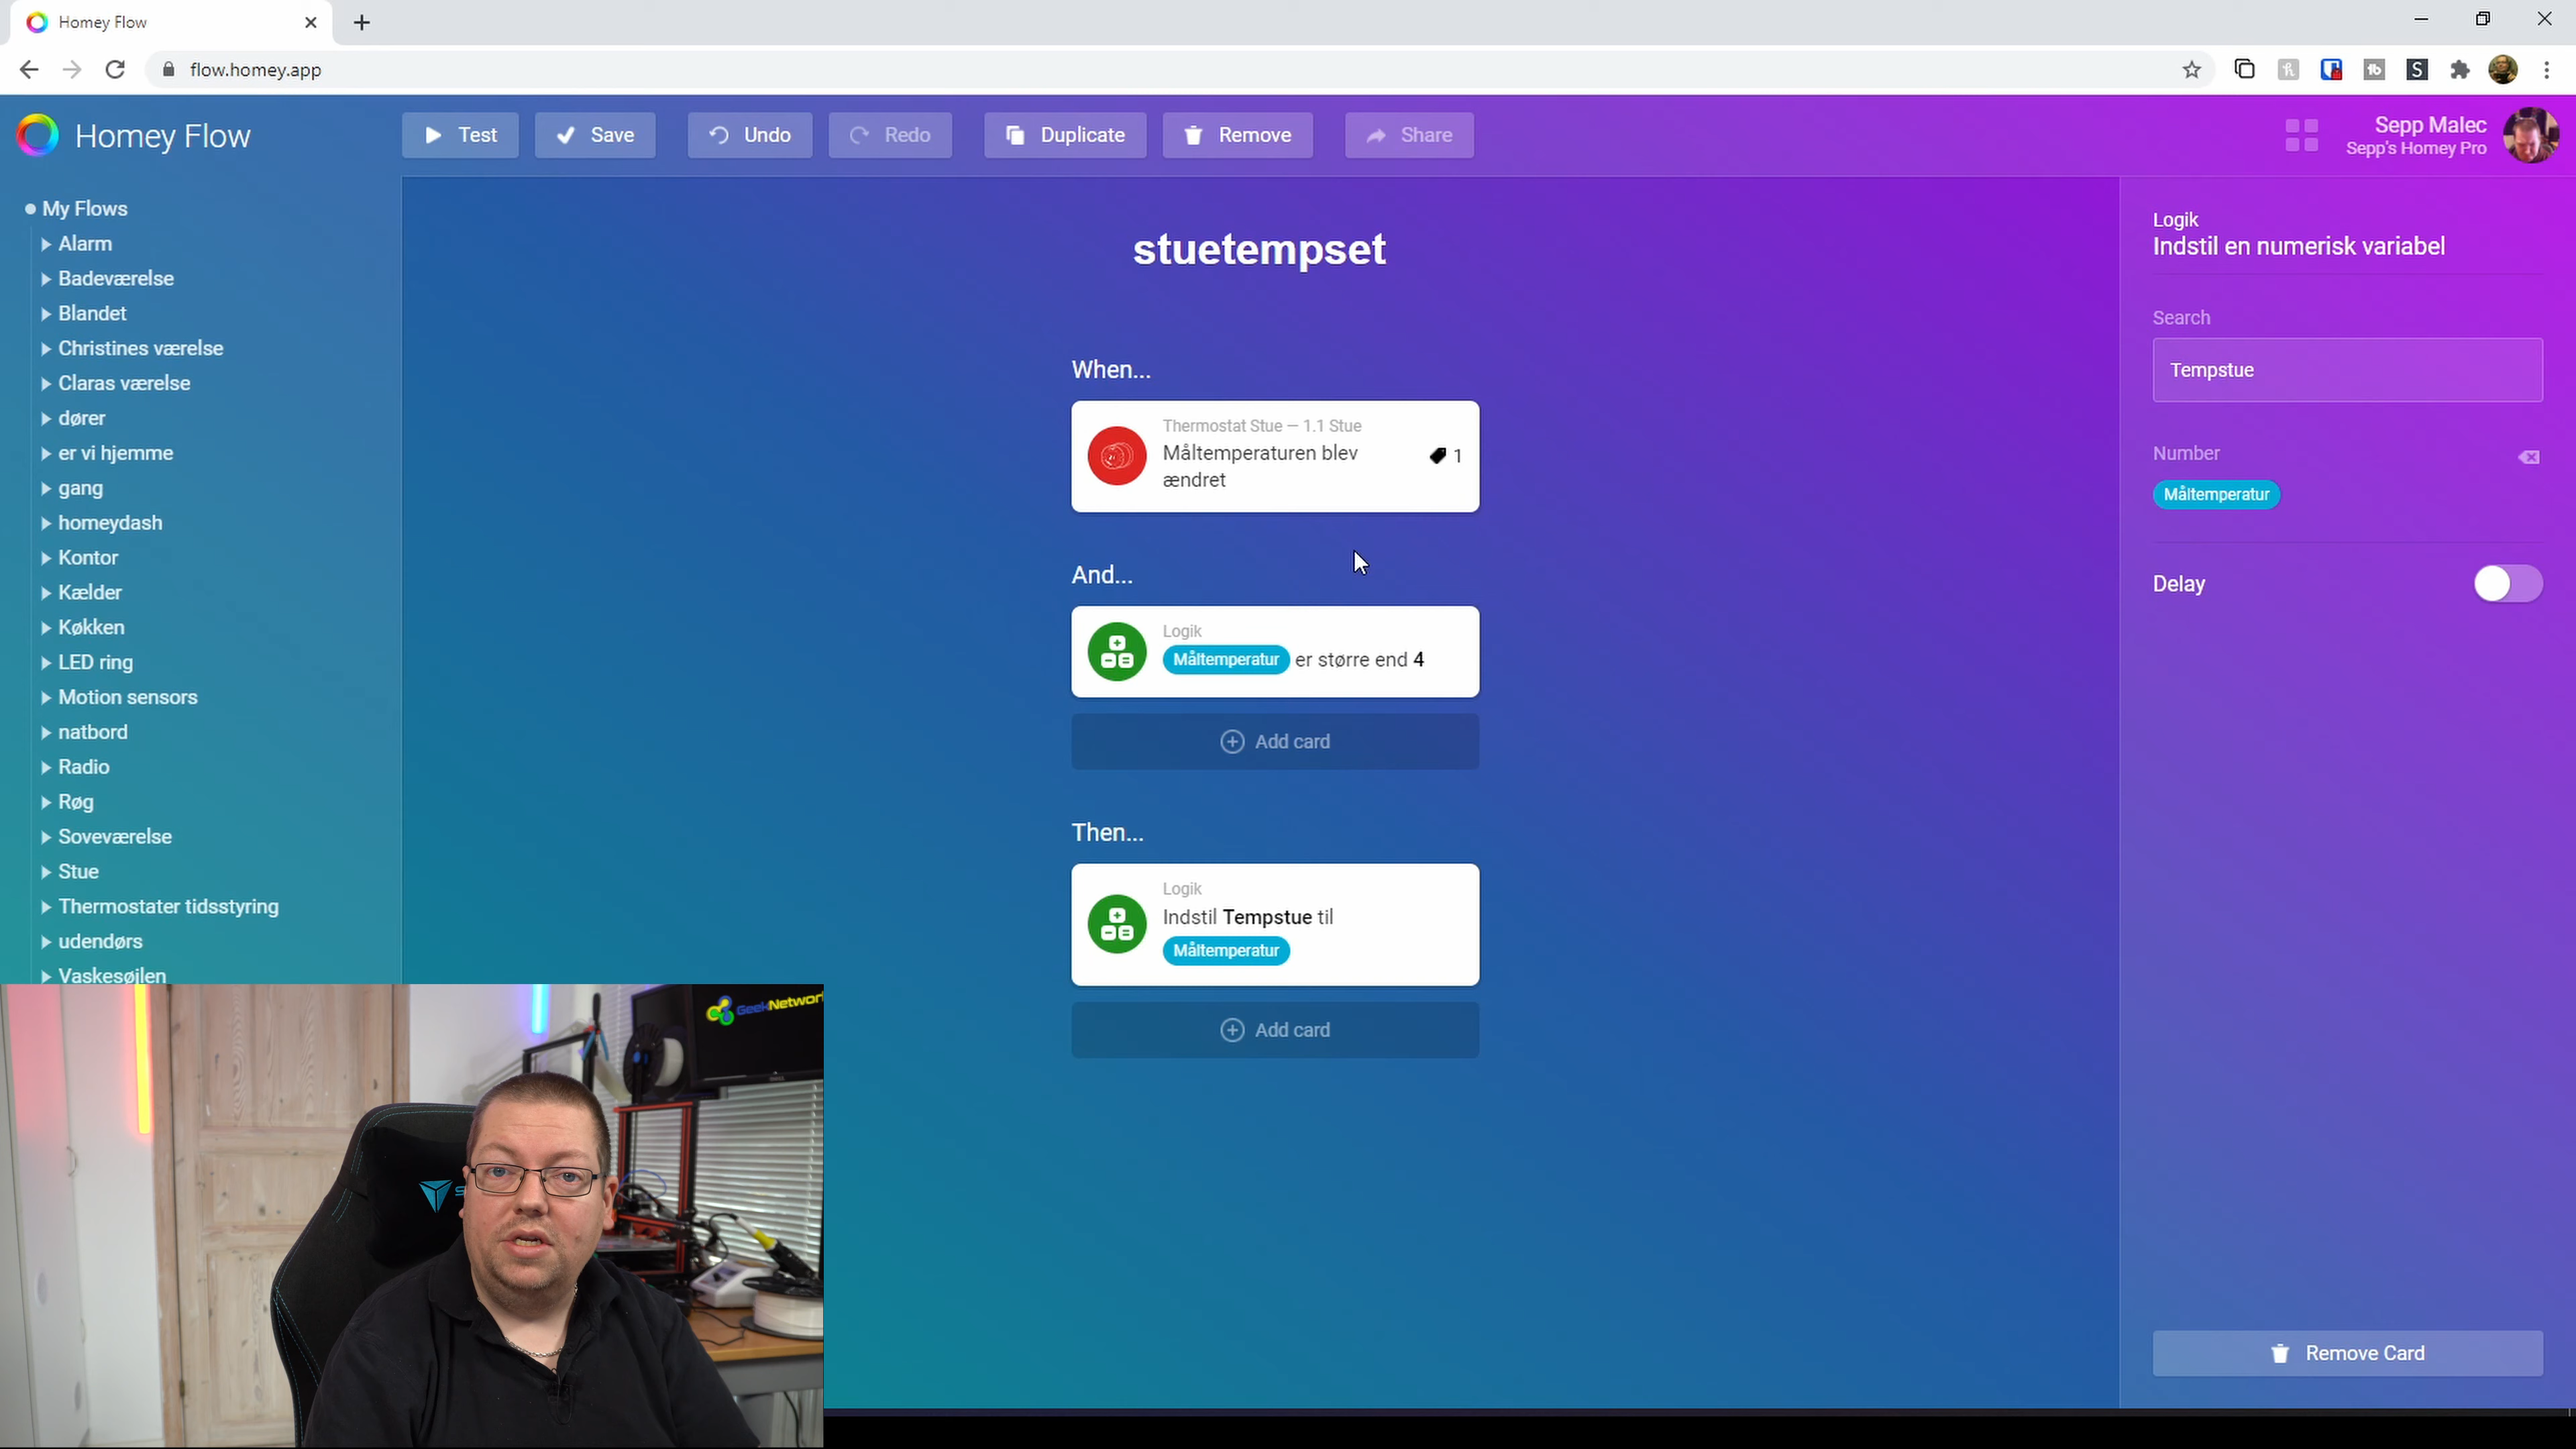 Homey Flow
flow.homey.app
Homey Flow
Test
Save
Undo
Redo
Duplicate
Remove
Share
Sepp Malec
Sepp's Homey Pro
My Flows
Alarm
Badeværelse
Blandet
Christines værelse
Claras værelse
dører
er vi hjemme
gang
homeydash
Kontor
Kælder
Køkken
LED ring
Motion sensors
natbord
Radio
Røg
Soveværelse
Stue
Thermostater tidsstyring
udendørs
Vaskesøjlen
stuetempset
When...
Thermostat Stue – 1.1 Stue
Måltemperaturen blev
ændret
1
And...
Logik
Måltemperatur er større end 4
Add card
Then...
Logik
Indstil Tempstue til
Måltemperatur
Add card
Logik
Indstil en numerisk variabel
Search
Tempstue
Number
Måltemperatur
Delay
Remove Card
GeekNetwork